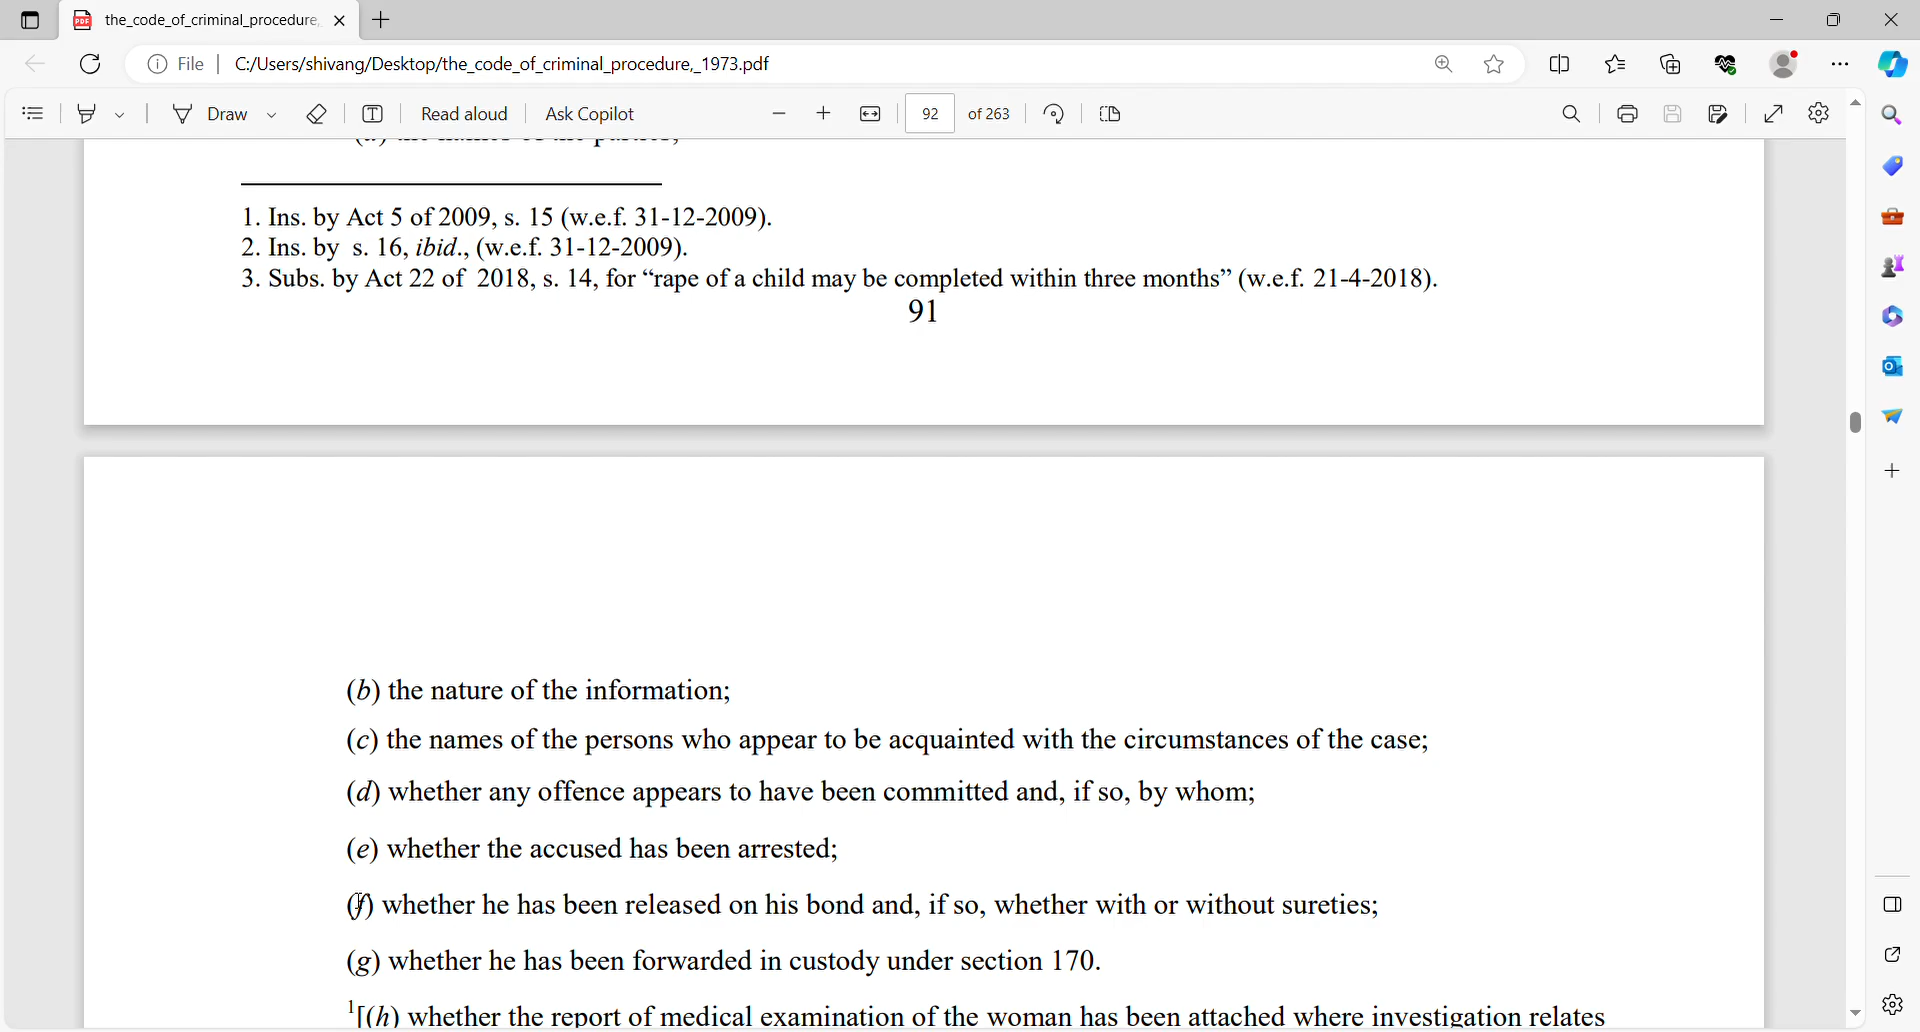 the_code_of_criminal_procedure,
File
C:/Users/shivang/Desktop/the_code_of_criminal_procedure,_1973.pdf
Draw
Read aloud
Ask Copilot
92
of 263
(a) the names of the parties;
1. Ins. by Act 5 of 2009, s. 15 (w.e.f. 31-12-2009).
2. Ins. by s. 16, ibid., (w.e.f. 31-12-2009).
3. Subs. by Act 22 of 2018, s. 14, for “rape of a child may be completed within three months” (w.e.f. 21-4-2018).
91
(b) the nature of the information;
(c) the names of the persons who appear to be acquainted with the circumstances of the case;
(d) whether any offence appears to have been committed and, if so, by whom;
(e) whether the accused has been arrested;
(f) whether he has been released on his bond and, if so, whether with or without sureties;
(g) whether he has been forwarded in custody under section 170.
1[(h) whether the report of medical examination of the woman has been attached where investigation relates